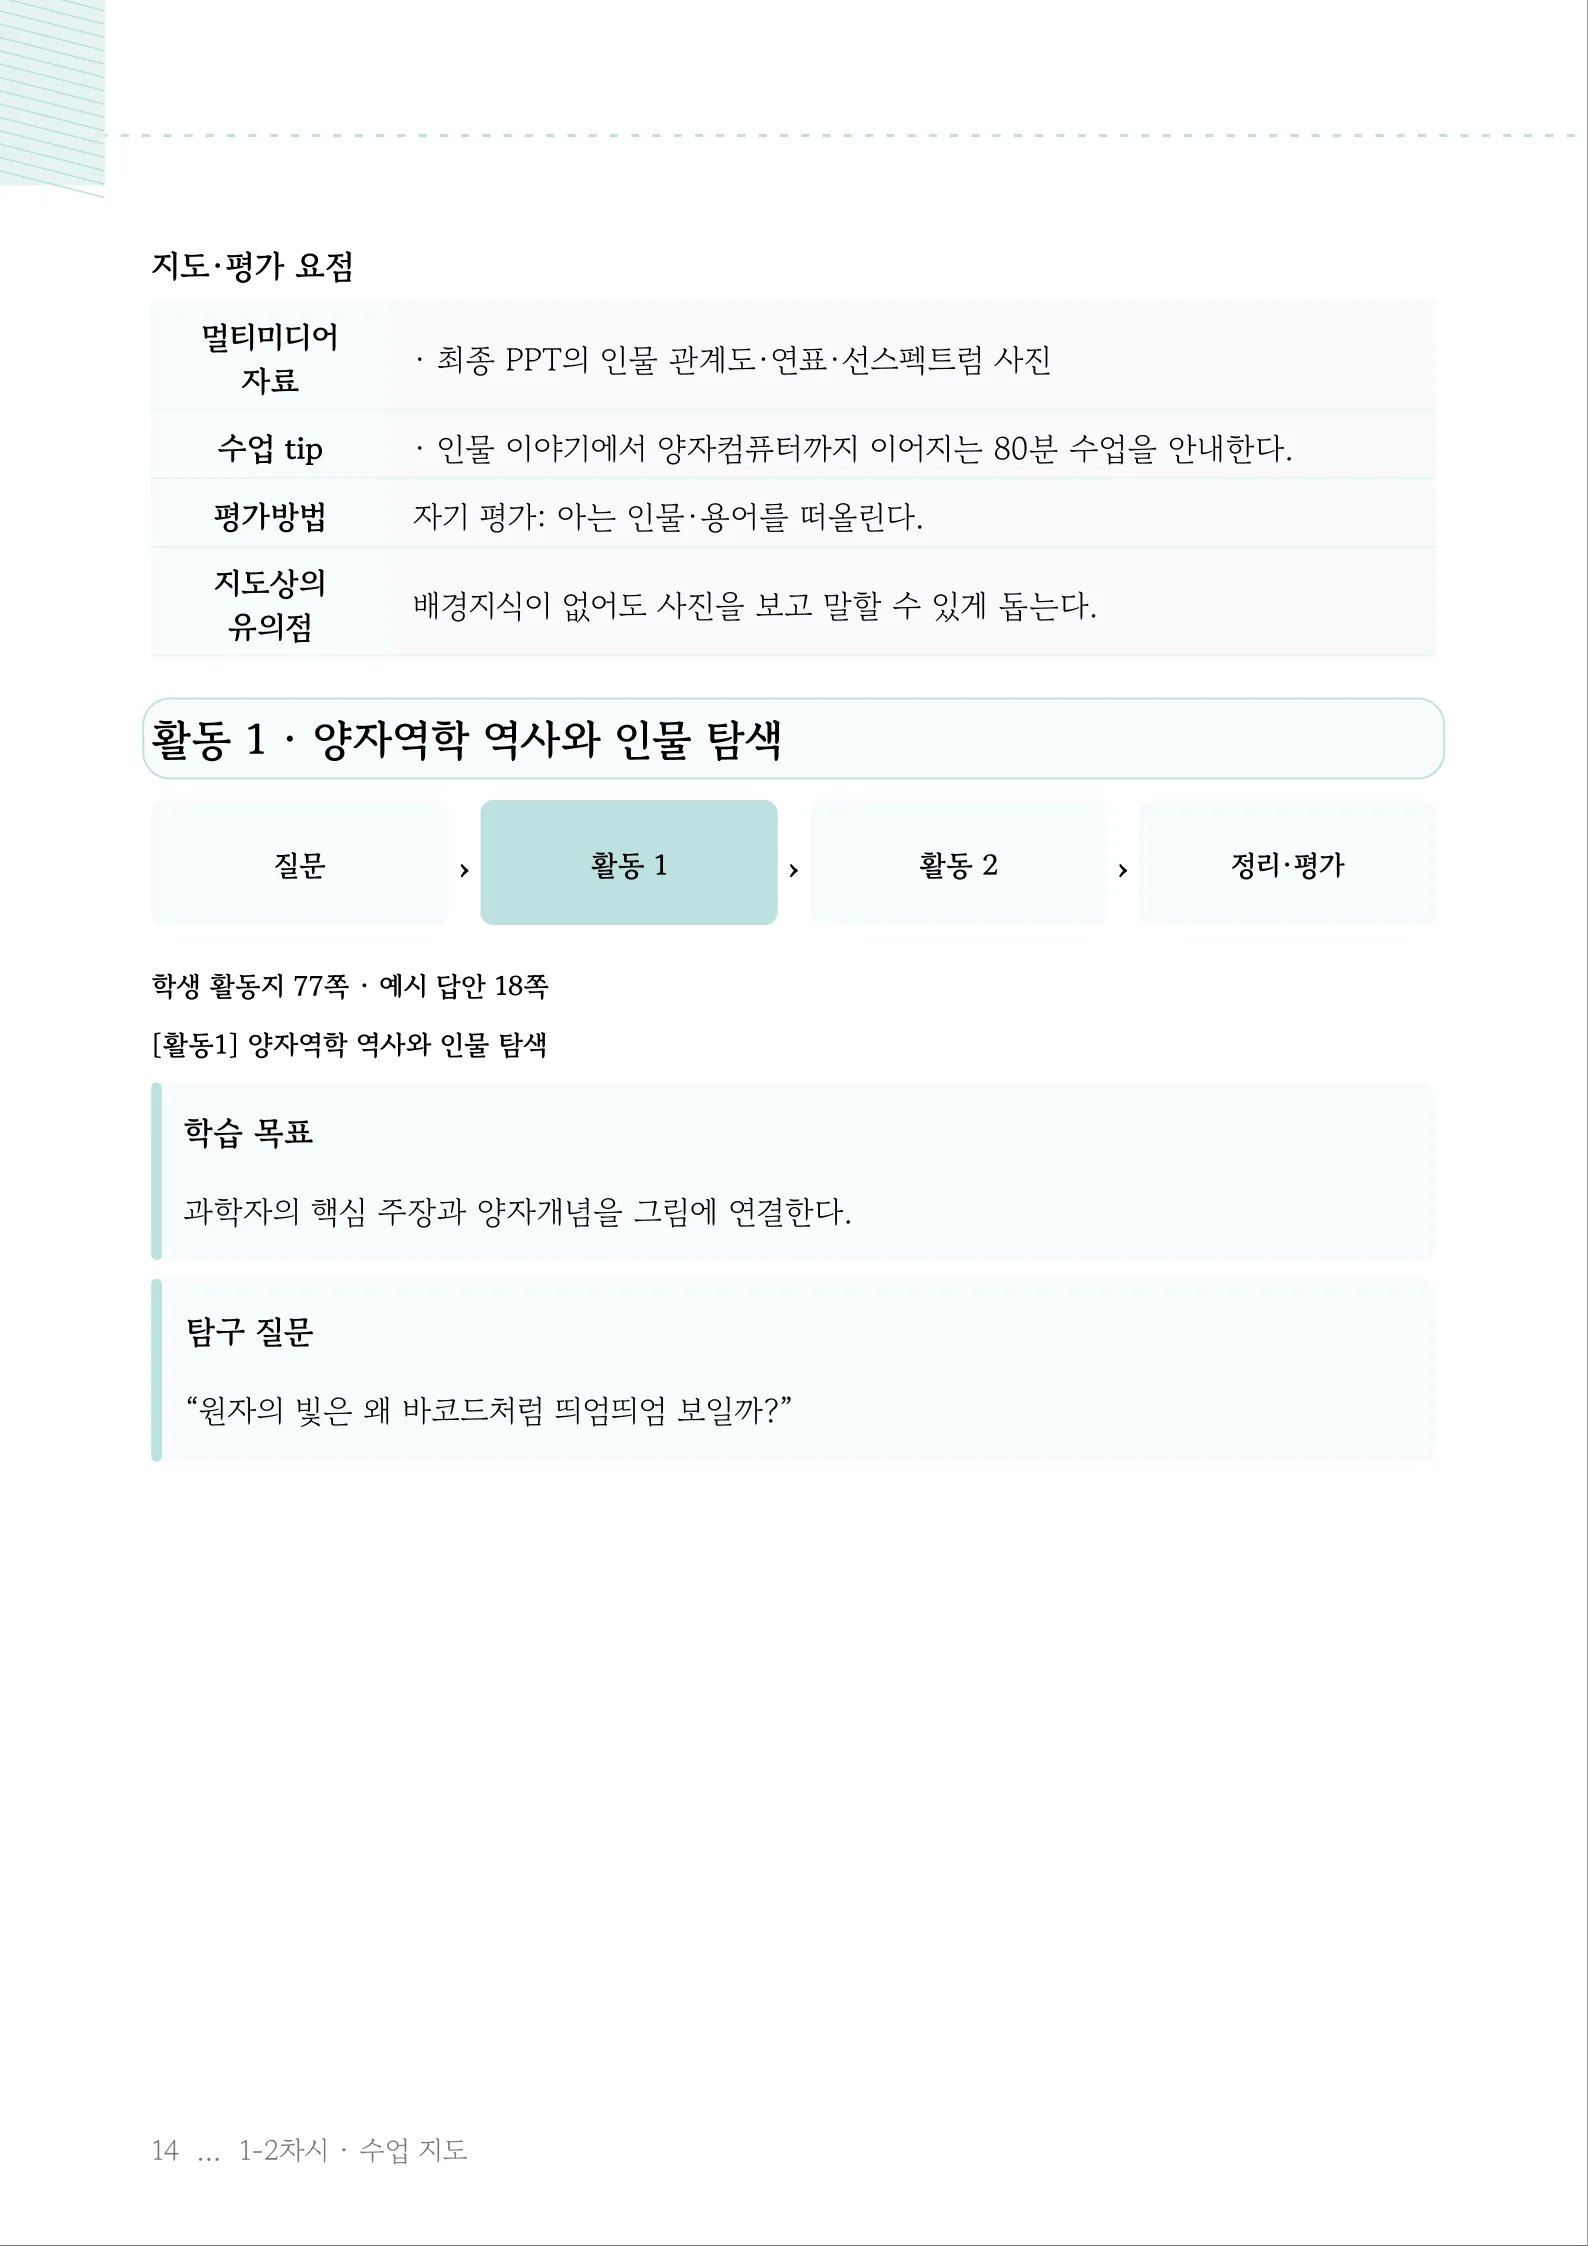 지도·평가 요점
멀티미디어
자료
· 최종 PPT의 인물 관계도·연표·선스펙트럼 사진
수업 tip
· 인물 이야기에서 양자컴퓨터까지 이어지는 80분 수업을 안내한다.
평가방법
자기 평가: 아는 인물·용어를 떠올린다.
지도상의
유의점
배경지식이 없어도 사진을 보고 말할 수 있게 돕는다.
활동 1 · 양자역학 역사와 인물 탐색
질문 › 활동 1 › 활동 2 › 정리·평가
학생 활동지 77쪽 · 예시 답안 18쪽
[활동1] 양자역학 역사와 인물 탐색
학습 목표
과학자의 핵심 주장과 양자개념을 그림에 연결한다.
탐구 질문
“원자의 빛은 왜 바코드처럼 띄엄띄엄 보일까?”
14 ... 1-2차시 · 수업 지도